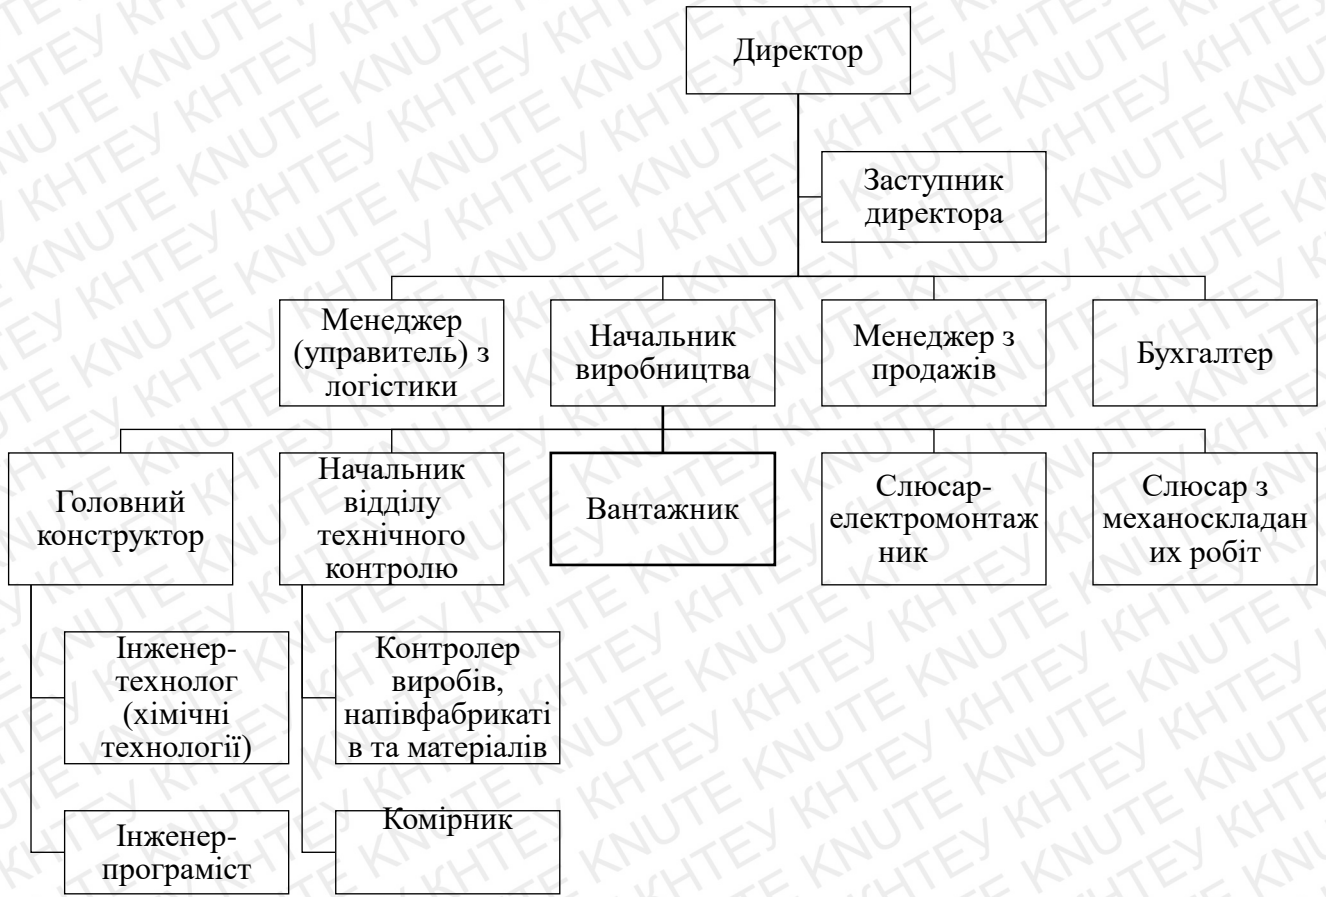 Директор
Заступник
директора
Менеджер
(управитель) з
логістики
Начальник
виробництва
Менеджер з
продажів
Бухгалтер
Головний
конструктор
Начальник
відділу
технічного
контролю
Вантажник
Слюсар-
електромонтаж
ник
Слюсар з
механоскладан
их робіт
Інженер-
технолог
(хімічні
технології)
Контролер
виробів,
напівфабрикаті
в та матеріалів
Інженер-
програміст
Комірник